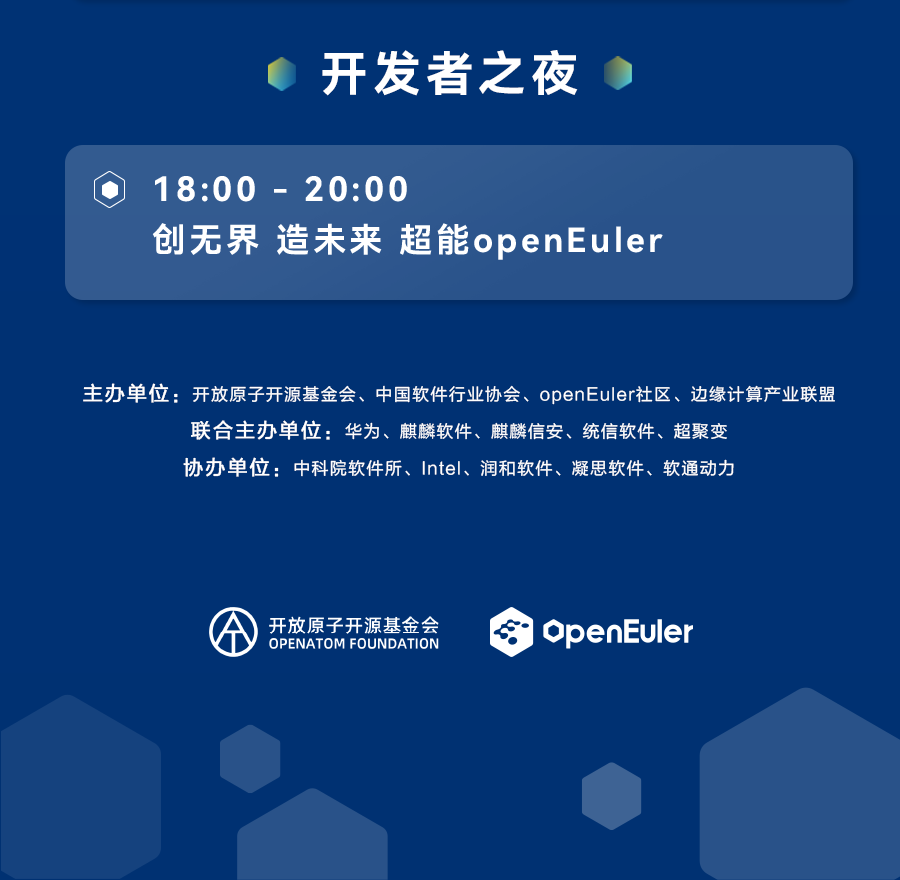 开发者之夜
18:00 - 20:00
创无界 造未来 超能openEuler
主办单位：开放原子开源基金会、中国软件行业协会、openEuler社区、边缘计算产业联盟
联合主办单位：华为、麒麟软件、麒麟信安、统信软件、超聚变
协办单位：中科院软件所、Intel、润和软件、凝思软件、软通动力
开放原子开源基金会
OPENATOM FOUNDATION
OpenEuler